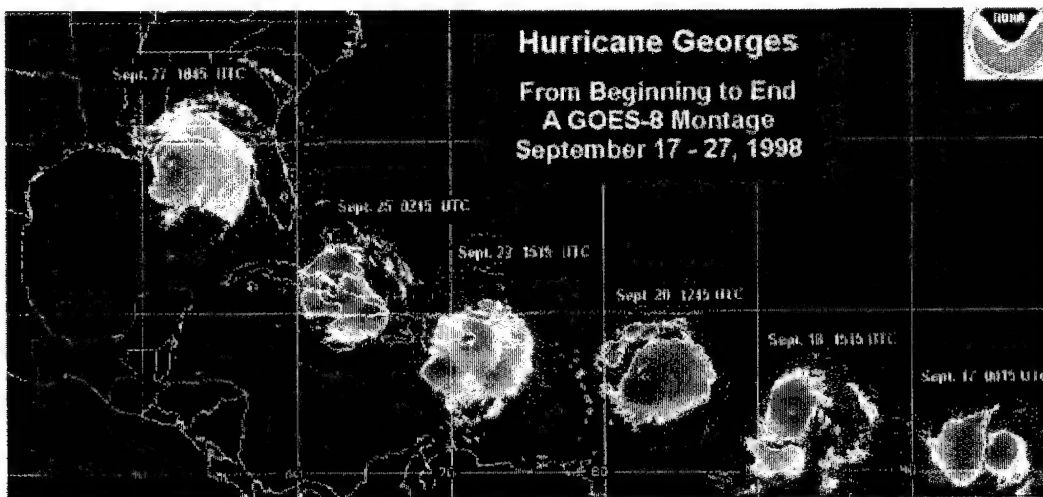 Hurricane Georges
From Beginning to End
A GOES-8 Montage
September 17 - 27, 1998
NOAA
Sept. 27 1845 UTC
Sept. 25 0215 UTC
Sept. 23 1515 UTC
Sept. 20 1245 UTC
Sept. 18 1515 UTC
Sept. 17 0015 UTC